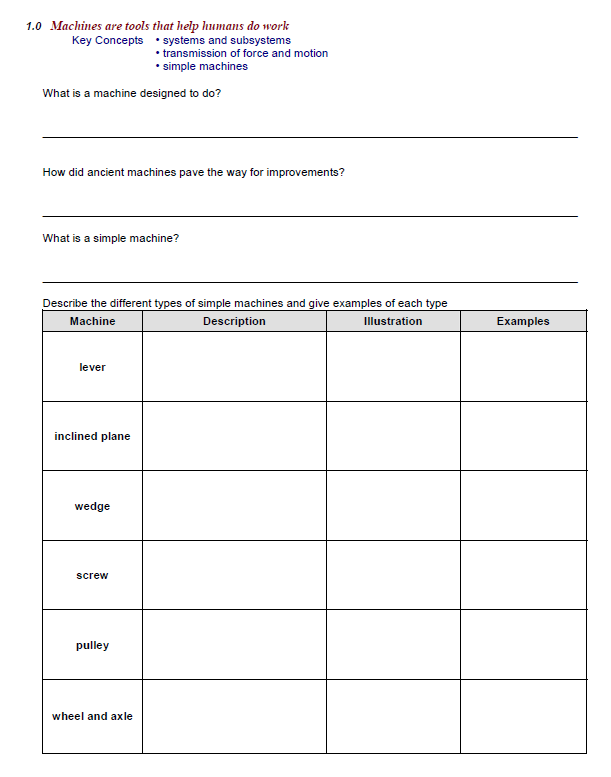 1.0 Machines are tools that help humans do work
Key Concepts • systems and subsystems
• transmission of force and motion
• simple machines
What is a machine designed to do?
How did ancient machines pave the way for improvements?
What is a simple machine?
Describe the different types of simple machines and give examples of each type
Machine Description Illustration Examples
lever
inclined plane
wedge
screw
pulley
wheel and axle